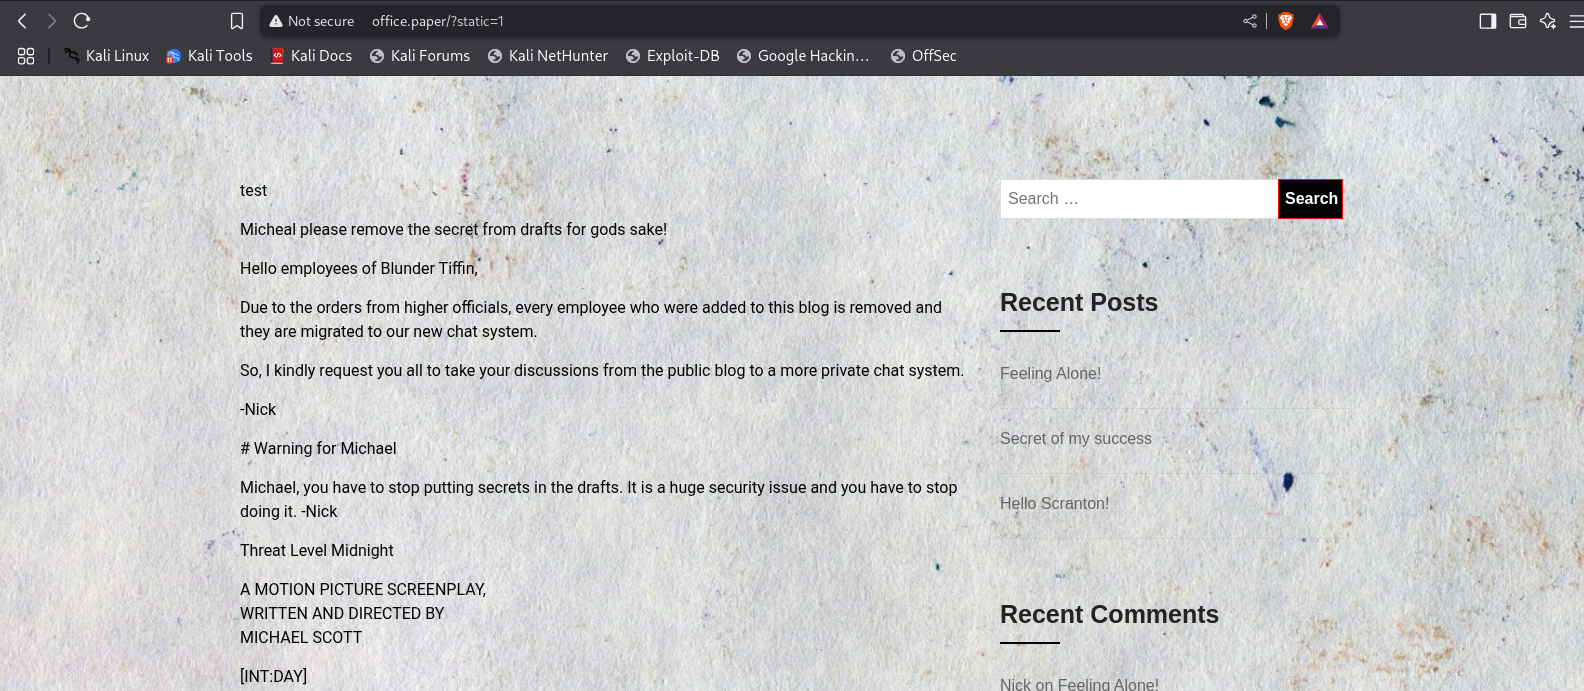 Not secure office.paper/?static=1
Kali Linux Kali Tools Kali Docs Kali Forums Kali NetHunter Exploit-DB Google Hackin… OffSec
test
Micheal please remove the secret from drafts for gods sake!
Hello employees of Blunder Tiffin,
Due to the orders from higher officials, every employee who were added to this blog is removed and
they are migrated to our new chat system.
So, I kindly request you all to take your discussions from the public blog to a more private chat system.
-Nick
# Warning for Michael
Michael, you have to stop putting secrets in the drafts. It is a huge security issue and you have to stop
doing it. -Nick
Threat Level Midnight
A MOTION PICTURE SCREENPLAY,
WRITTEN AND DIRECTED BY
MICHAEL SCOTT
[INT:DAY]
Search …
Search
Recent Posts
Feeling Alone!
Secret of my success
Hello Scranton!
Recent Comments
Nick on Feeling Alone!